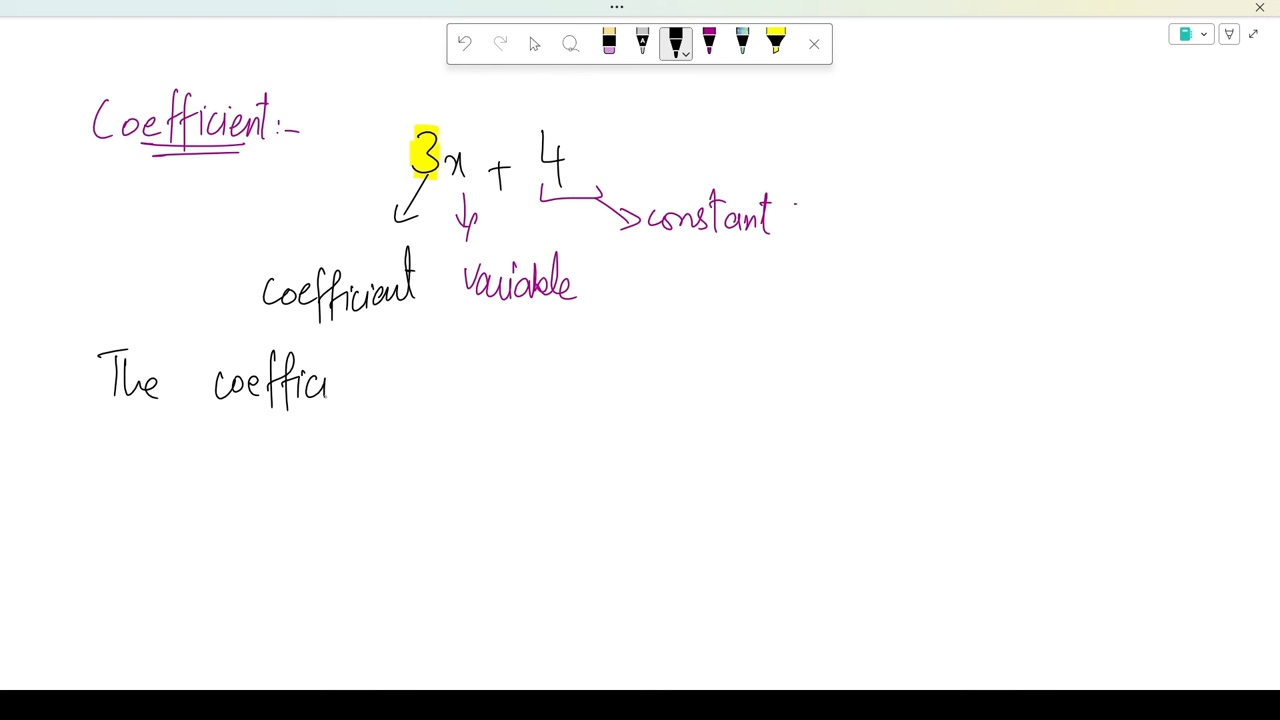 Coefficient:-
3x + 4
constant
coefficient variable
The coeffici